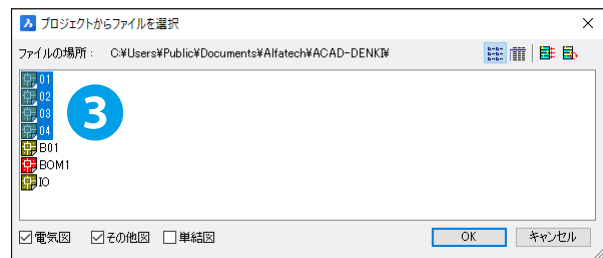 プロジェクトからファイルを選択
ファイルの場所： C:¥Users¥Public¥Documents¥Alfatech¥ACAD-DENKI¥
01
02
03
04
3
B01
BOM1
IO
電気図 その他図 単結図 OK キャンセル